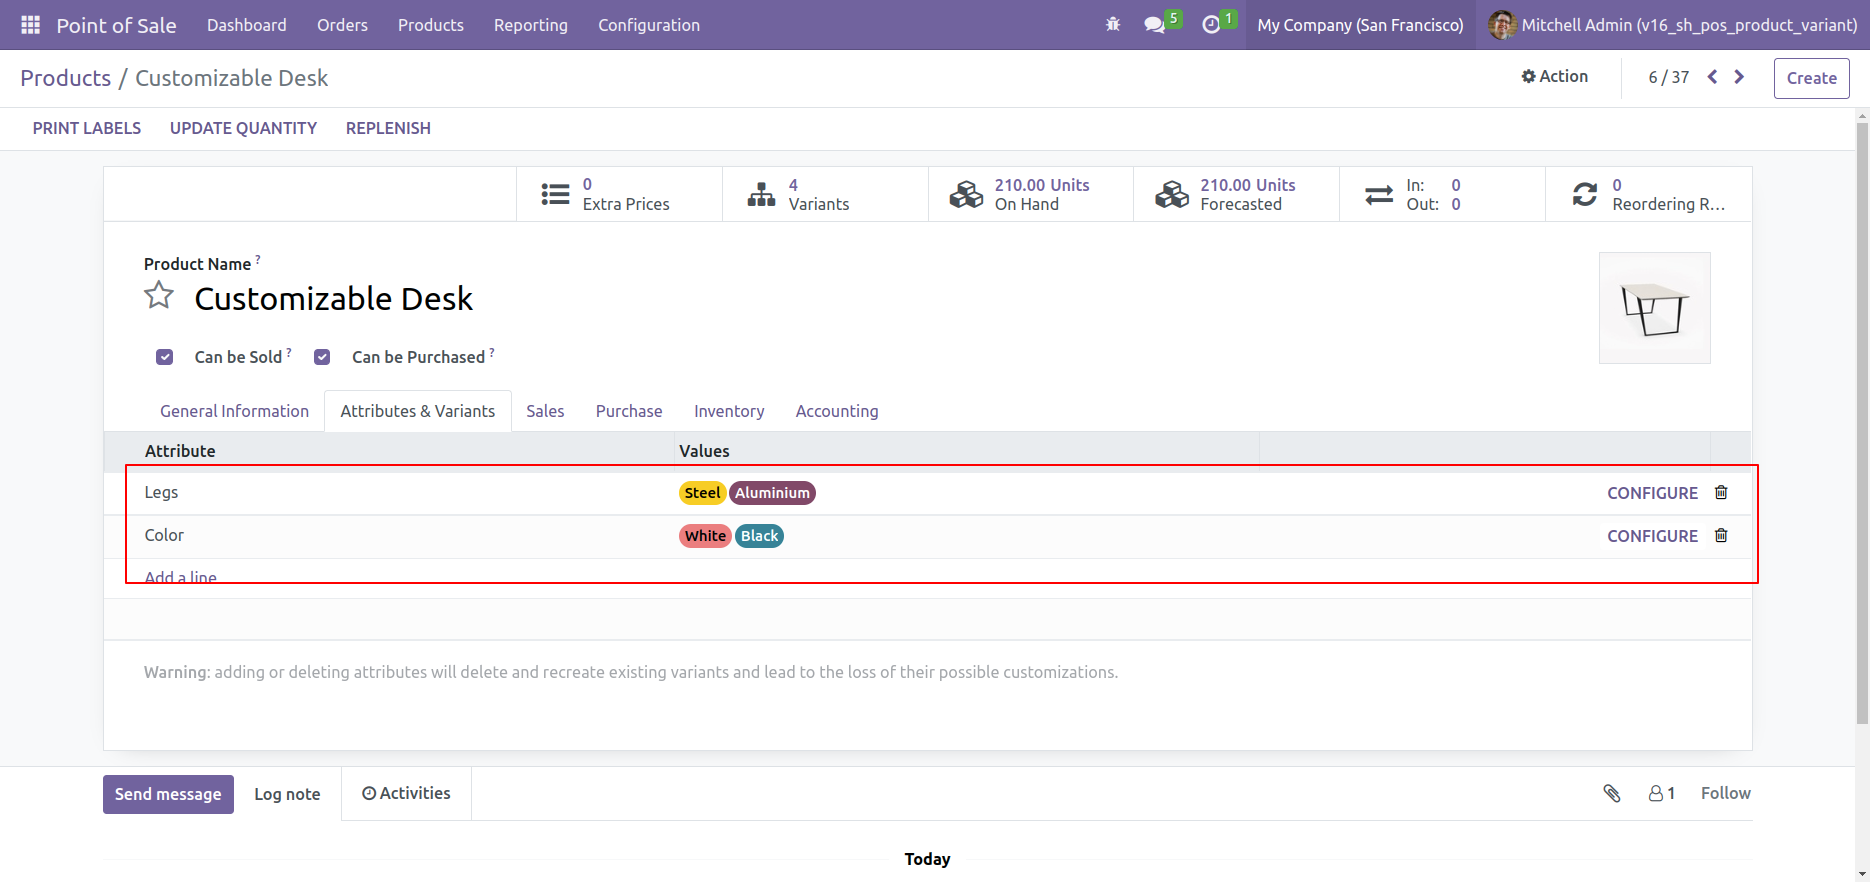 Point of Sale Dashboard Orders Products Reporting Configuration 5 1 My Company (San Francisco) Mitchell Admin (v16_sh_pos_product_variant)
Products / Customizable Desk Action 6 / 37 Create
PRINT LABELS UPDATE QUANTITY REPLENISH
0 4 210.00 Units 210.00 Units In: 0 0
Extra Prices Variants On Hand Forecasted Out: 0 Reordering R...
Product Name ?
Customizable Desk
Can be Sold ? Can be Purchased ?
General Information Attributes & Variants Sales Purchase Inventory Accounting
Attribute Values
Legs Steel Aluminium CONFIGURE
Color White Black CONFIGURE
Add a line
Warning: adding or deleting attributes will delete and recreate existing variants and lead to the loss of their possible customizations.
Send message Log note Activities 1 Follow
Today